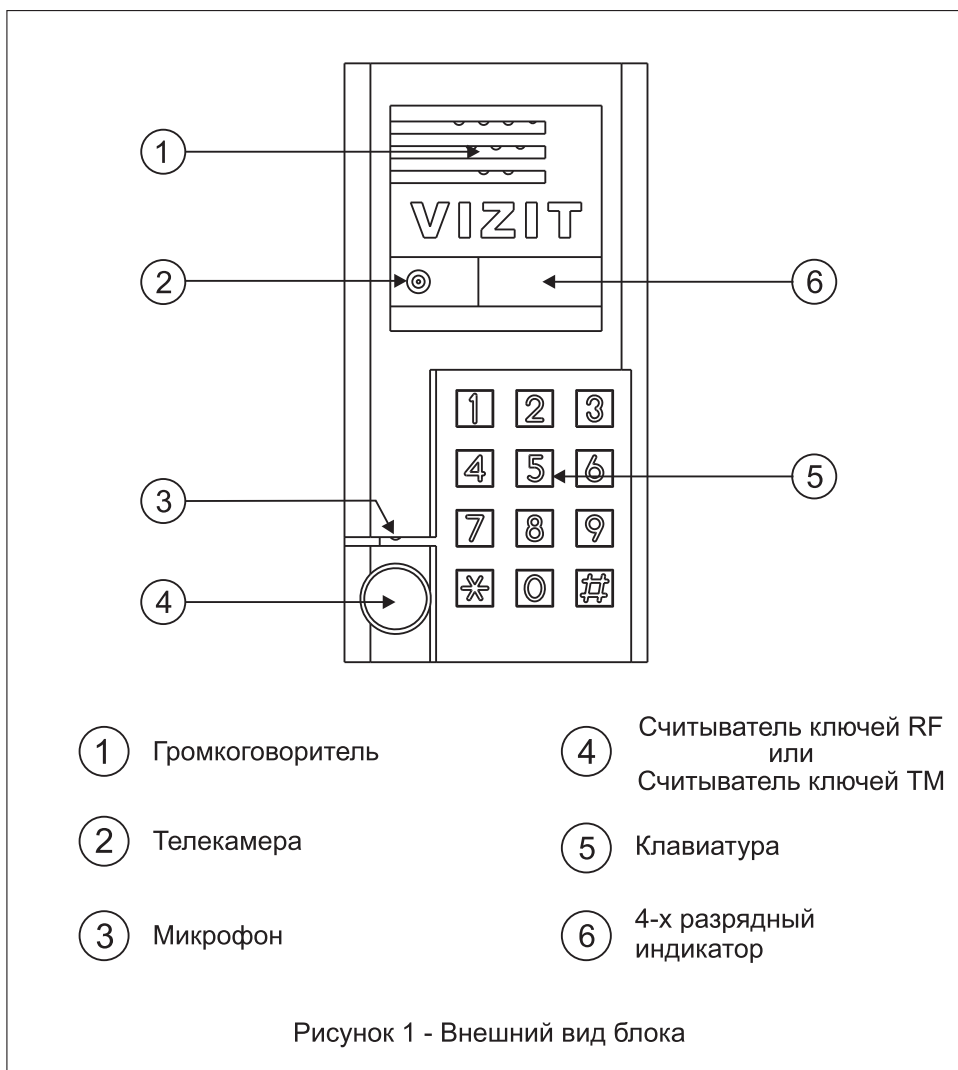 1
VIZIT
2
6
1 2 3
4 5 6
5
3
7 8 9
4
* 0 #
1 Громкоговоритель
4 Считыватель ключей RF
или
Считыватель ключей ТМ
2 Телекамера
5 Клавиатура
3 Микрофон
6 4-х разрядный
индикатор
Рисунок 1 - Внешний вид блока